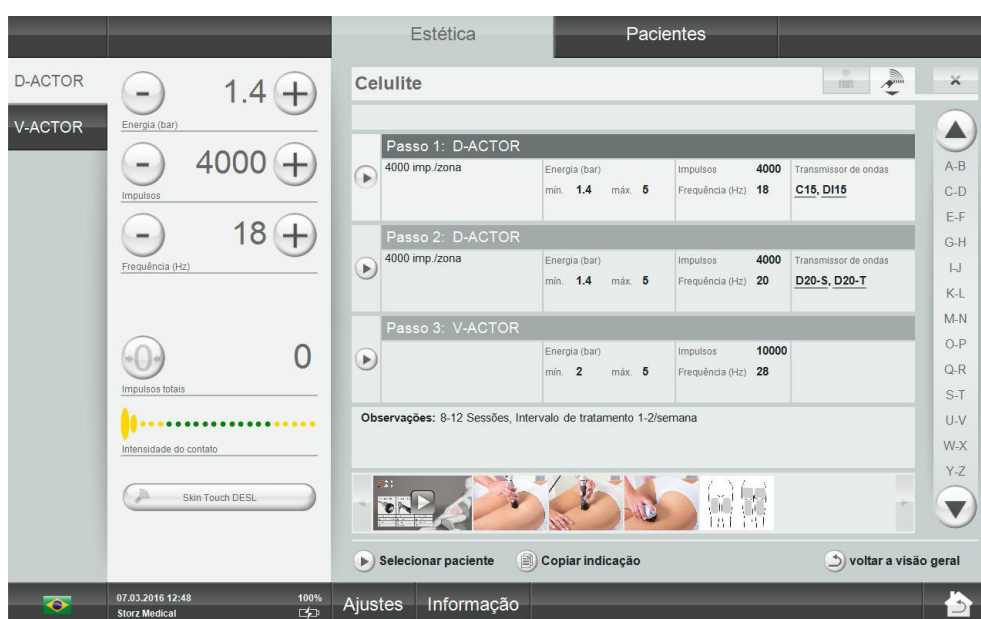 Estética
Pacientes
D-ACTOR
V-ACTOR
1.4
Energia (bar)
4000
Impulsos
18
Frequência (Hz)
0
0
Impulsos totais
Intensidade do contato
Skin Touch DESL
Celulite
Passo 1: D-ACTOR
4000 imp./zona
Energia (bar)
mín. 1.4 máx. 5
Impulsos 4000
Frequência (Hz) 18
Transmissor de ondas
C15, DI15
Passo 2: D-ACTOR
4000 imp./zona
Energia (bar)
mín. 1.4 máx. 5
Impulsos 4000
Frequência (Hz) 20
Transmissor de ondas
D20-S, D20-T
Passo 3: V-ACTOR
Energia (bar)
mín. 2 máx. 5
Impulsos 10000
Frequência (Hz) 28
Observações: 8-12 Sessões, Intervalo de tratamento 1-2/semana
A-B
C-D
E-F
G-H
I-J
K-L
M-N
O-P
Q-R
S-T
U-V
W-X
Y-Z
Selecionar paciente
Copiar indicação
voltar a visão geral
07.03.2016 12:48 100%
Storz Medical
Ajustes
Informação